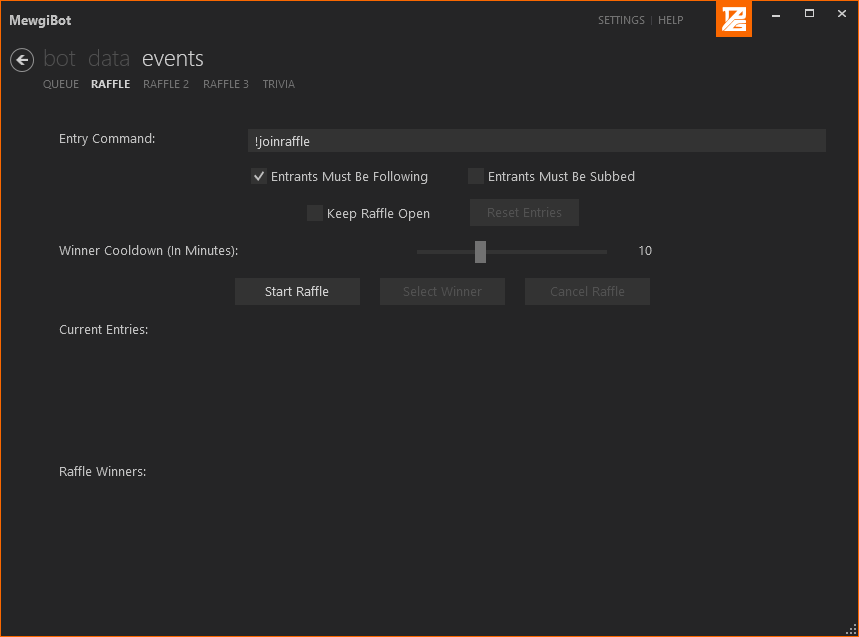 MewgiBot
SETTINGS | HELP
bot data events
QUEUE RAFFLE RAFFLE 2 RAFFLE 3 TRIVIA
Entry Command:
!joinraffle
Entrants Must Be Following Entrants Must Be Subbed
Keep Raffle Open Reset Entries
Winner Cooldown (In Minutes): 10
Start Raffle Select Winner Cancel Raffle
Current Entries:
Raffle Winners: